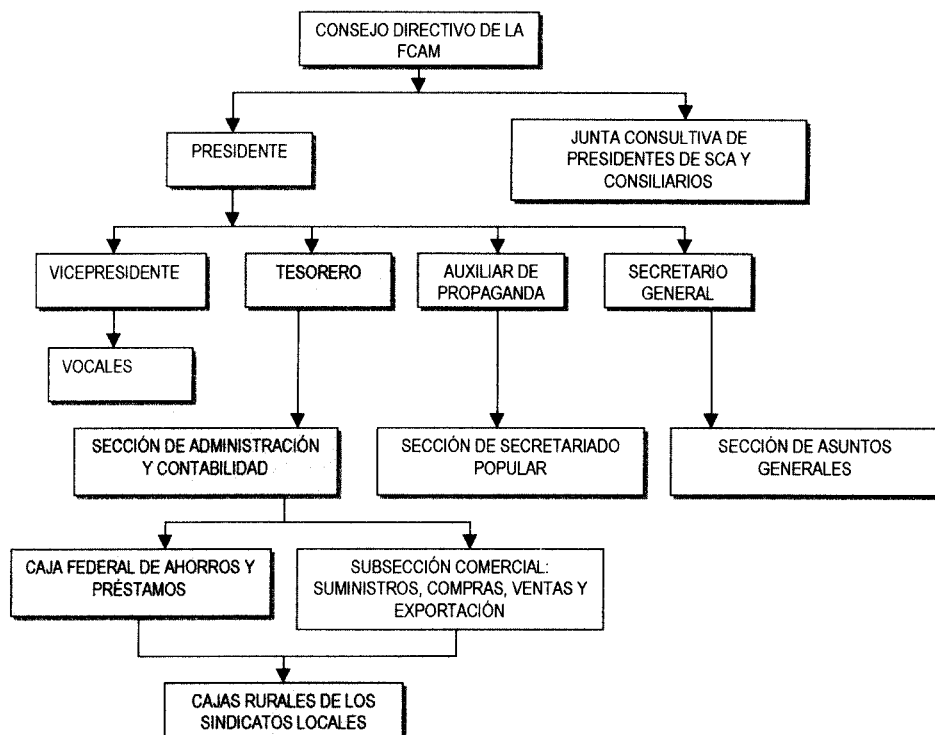 CONSEJO DIRECTIVO DE LA
FCAM
PRESIDENTE
JUNTA CONSULTIVA DE
PRESIDENTES DE SCA Y
CONSILIARIOS
VICEPRESIDENTE
TESORERO
AUXILIAR DE
PROPAGANDA
SECRETARIO
GENERAL
VOCALES
SECCIÓN DE ADMINISTRACIÓN
Y CONTABILIDAD
SECCIÓN DE SECRETARIADO
POPULAR
SECCIÓN DE ASUNTOS
GENERALES
CAJA FEDERAL DE AHORROS Y
PRÉSTAMOS
SUBSECCIÓN COMERCIAL:
SUMINISTROS, COMPRAS, VENTAS Y
EXPORTACIÓN
CAJAS RURALES DE LOS
SINDICATOS LOCALES